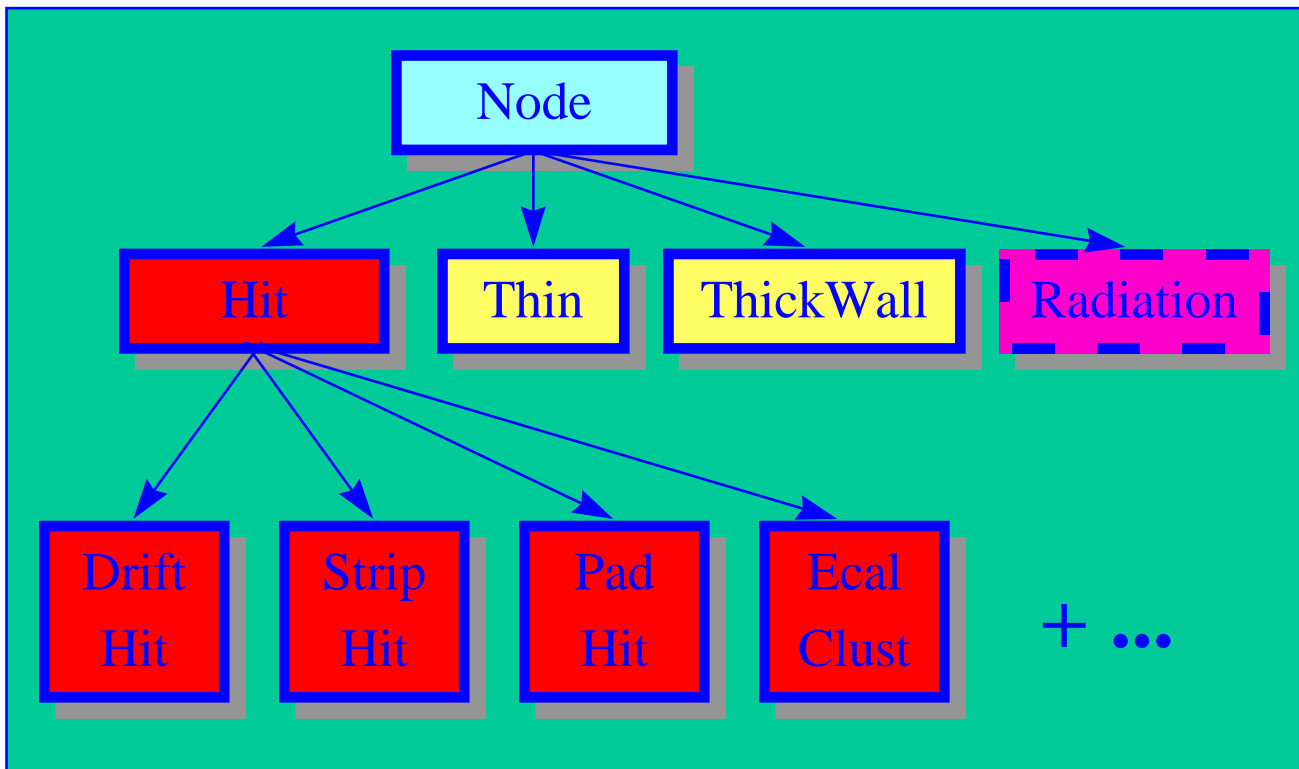 Node
Hit
Thin
ThickWall
Radiation
Drift
Hit
Strip
Hit
Pad
Hit
Ecal
Clust
+ ...